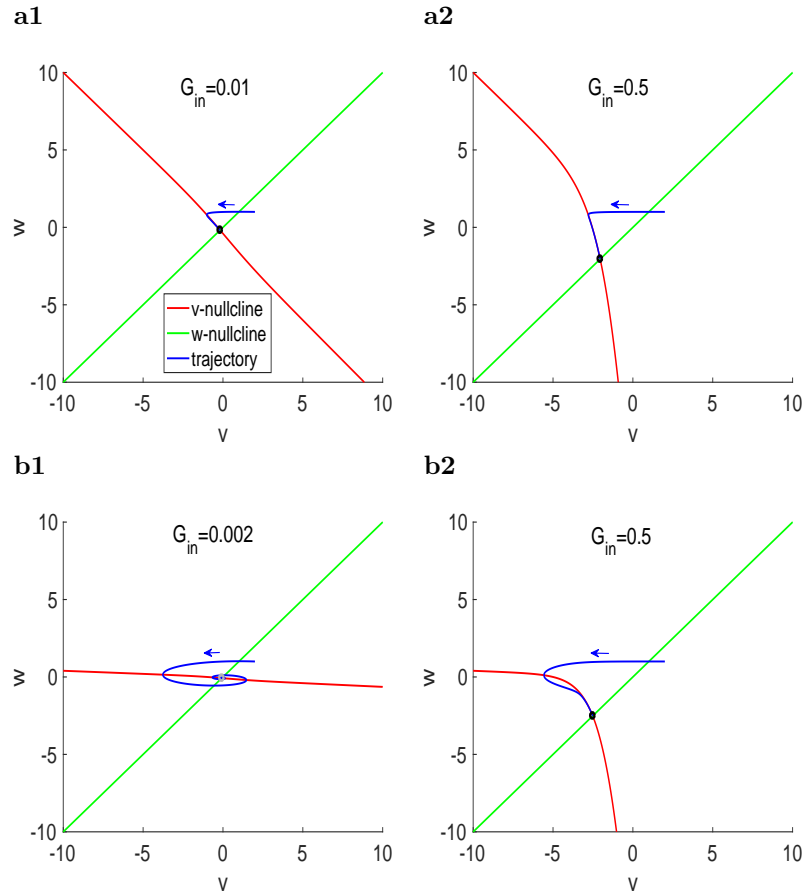 a1
a2
G_in=0.01
G_in=0.5
10
5
0
-5
-10
w
v-nullcline
w-nullcline
trajectory
-10 -5 0 5 10
v
10
5
0
-5
-10
w
-10 -5 0 5 10
v
b1
b2
G_in=0.002
G_in=0.5
10
5
0
-5
-10
w
-10 -5 0 5 10
v
10
5
0
-5
-10
w
-10 -5 0 5 10
v